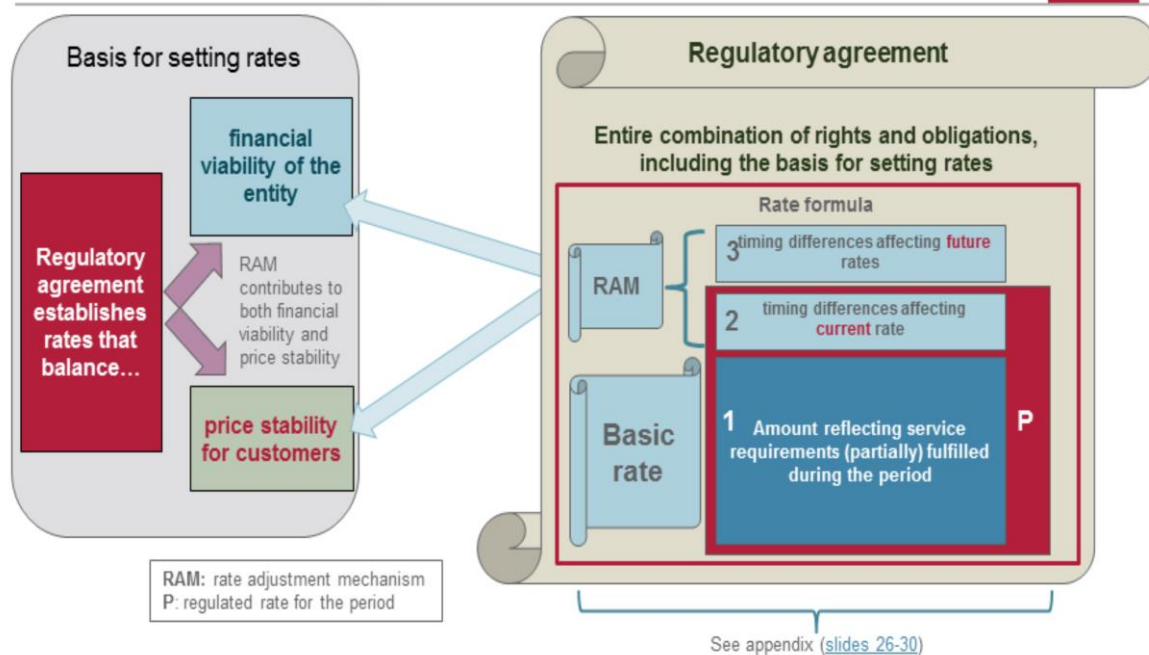 Basis for setting rates
financial
viability of the
entity
Regulatory
agreement
establishes
rates that
balance…
RAM
contributes to
both financial
viability and
price stability
price stability
for customers
RAM: rate adjustment mechanism
P: regulated rate for the period
Regulatory agreement
Entire combination of rights and obligations,
including the basis for setting rates
Rate formula
RAM
3 timing differences affecting future
rates
2 timing differences affecting
current rate
Basic
rate
1 Amount reflecting service
requirements (partially) fulfilled
during the period
P
See appendix (slides 26-30)